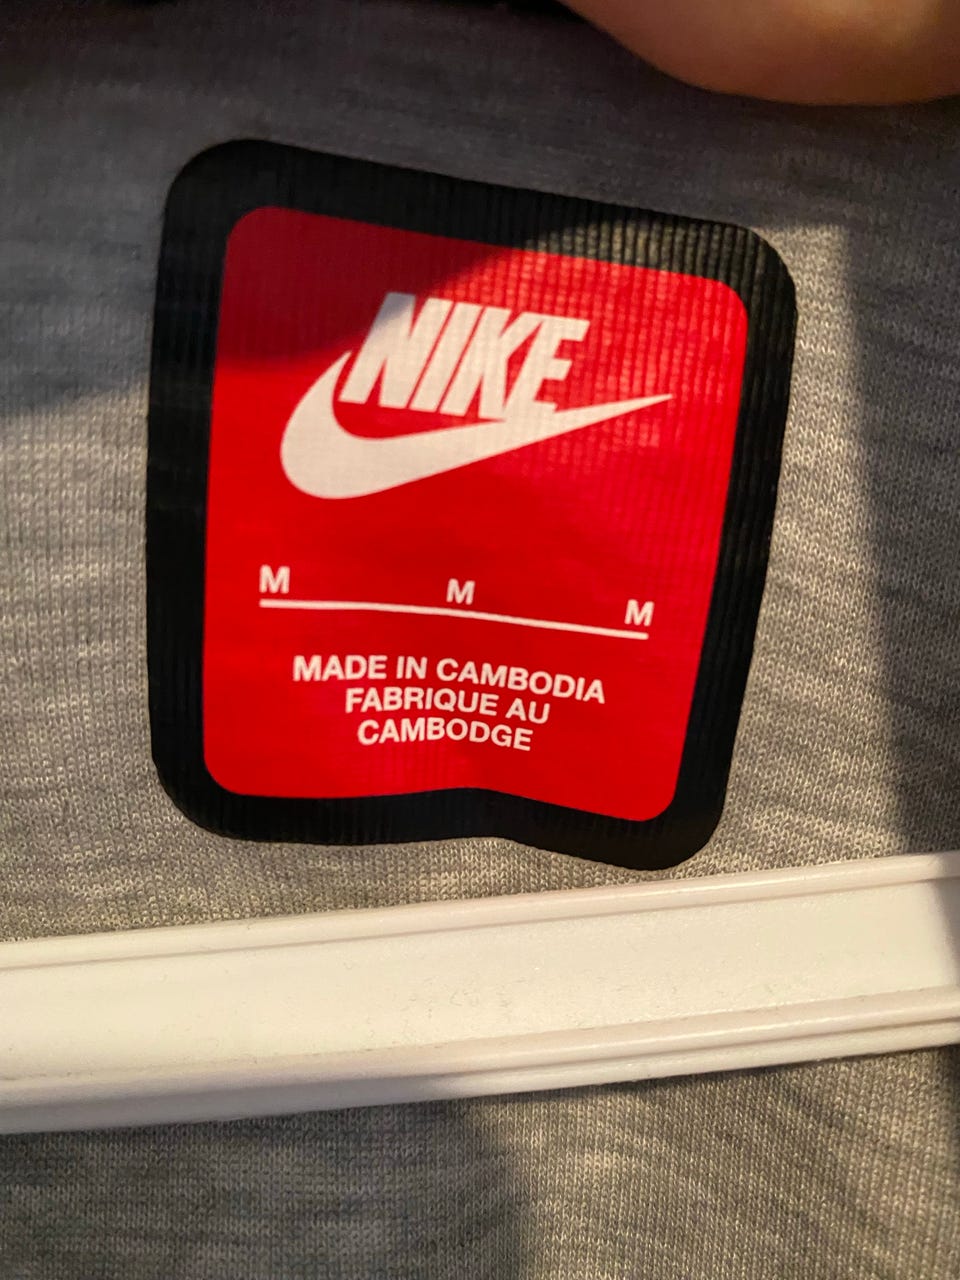 NIKE
M M M
MADE IN CAMBODIA
FABRIQUE AU
CAMBODGE